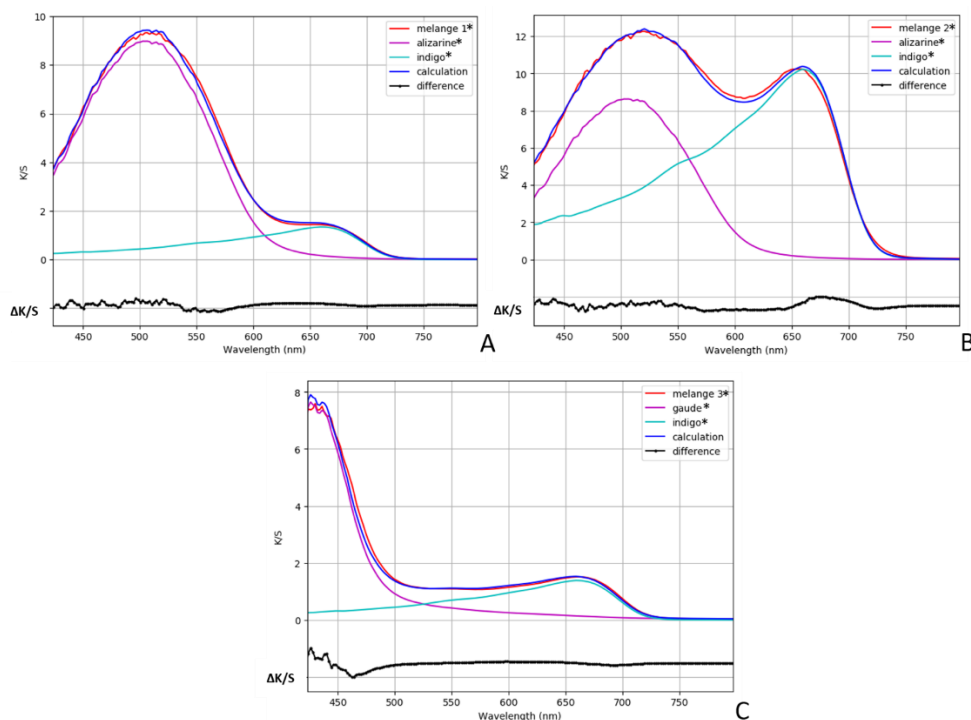 10
8
6
4
2
0
K/S
ΔK/S
450 500 550 600 650 700 750
Wavelength (nm)
melange 1*
alizarine*
indigo*
calculation
difference
A
12
10
8
6
4
2
0
K/S
ΔK/S
450 500 550 600 650 700 750
Wavelength (nm)
melange 2*
alizarine*
indigo*
calculation
difference
B
8
6
4
2
0
K/S
ΔK/S
450 500 550 600 650 700 750
Wavelength (nm)
melange 3*
gaude*
indigo*
calculation
difference
C